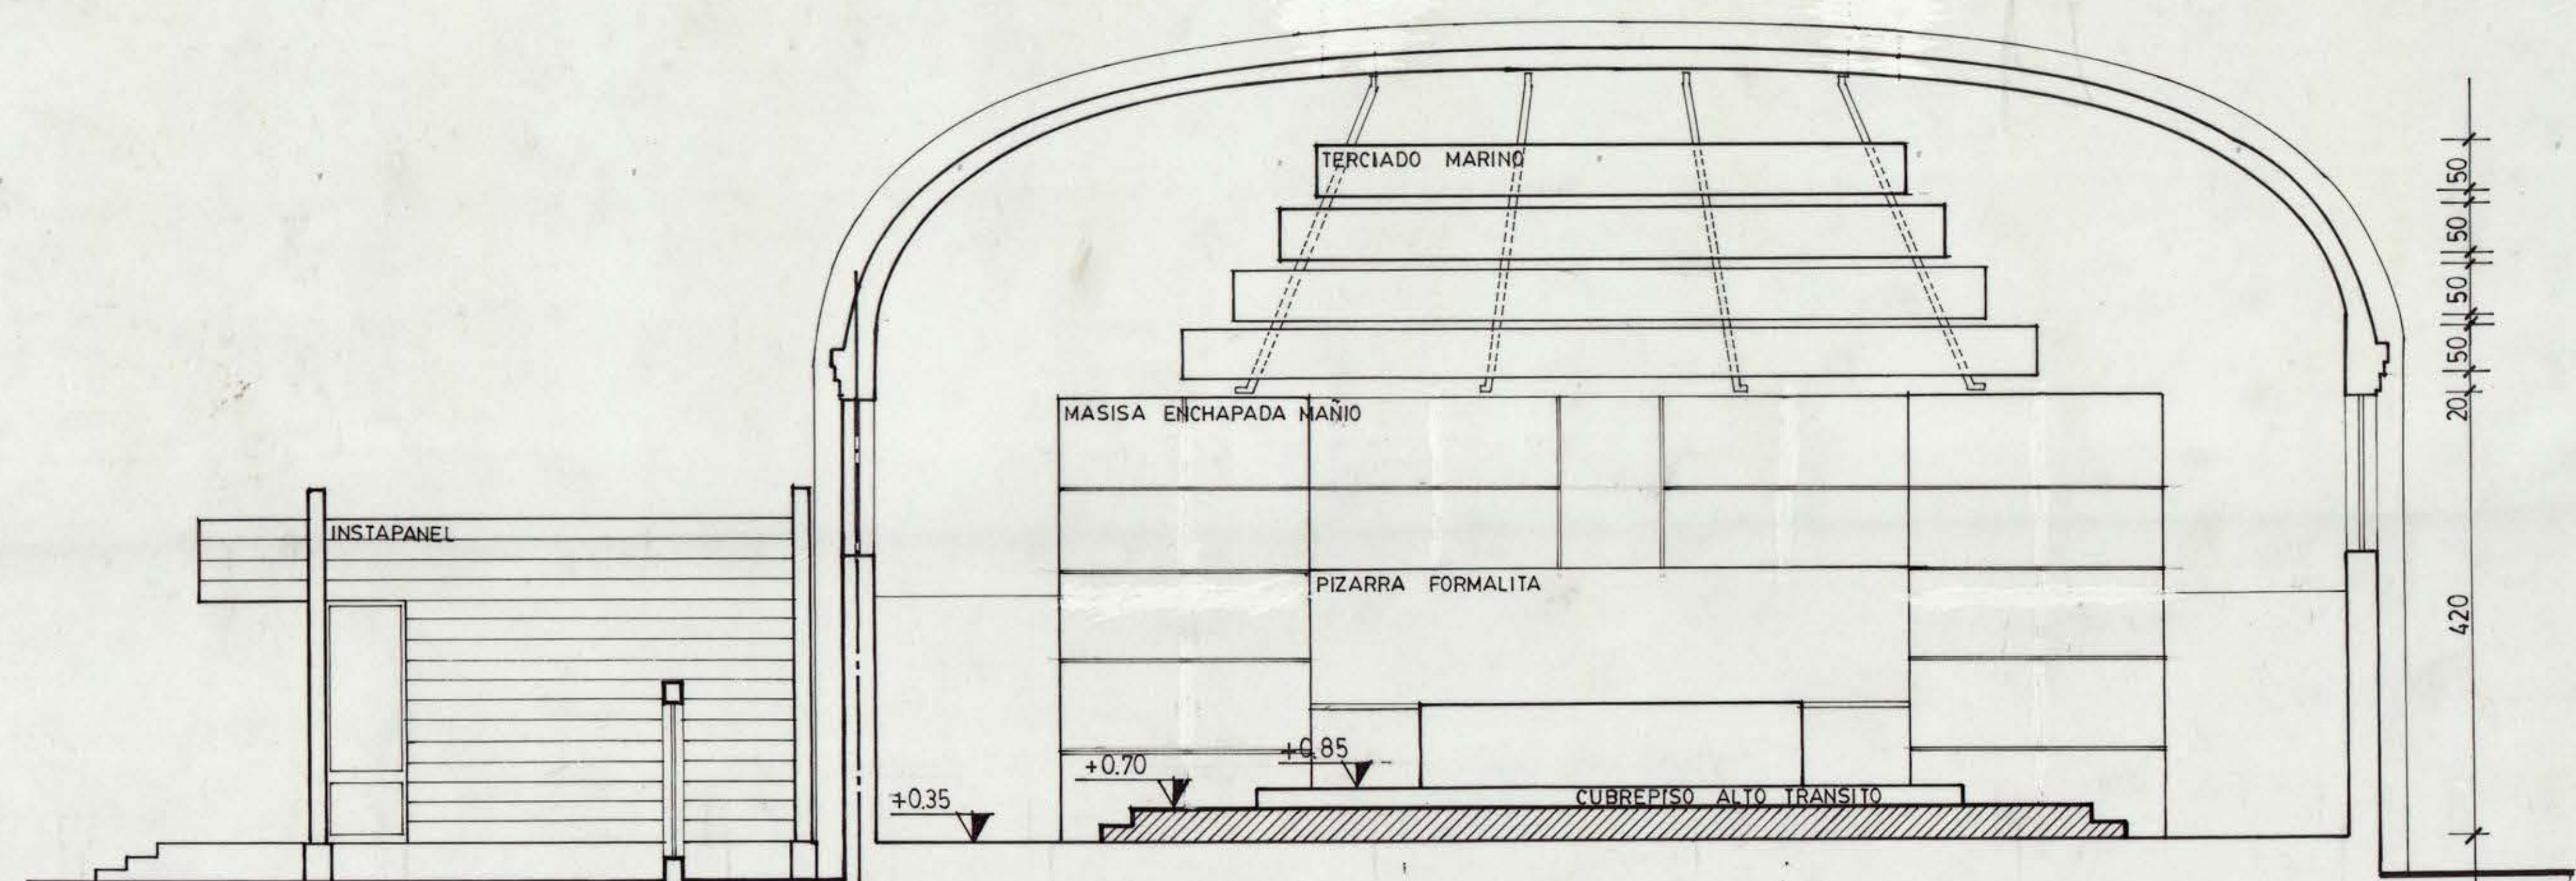 TERCIADO MARINO
MASISA ENCHAPADA MAÑIO
INSTAPANEL
PIZARRA FORMALITA
+0.85
+0.70
+0.35
CUBREPISO ALTO TRANSITO
50
50
50
50
20
420